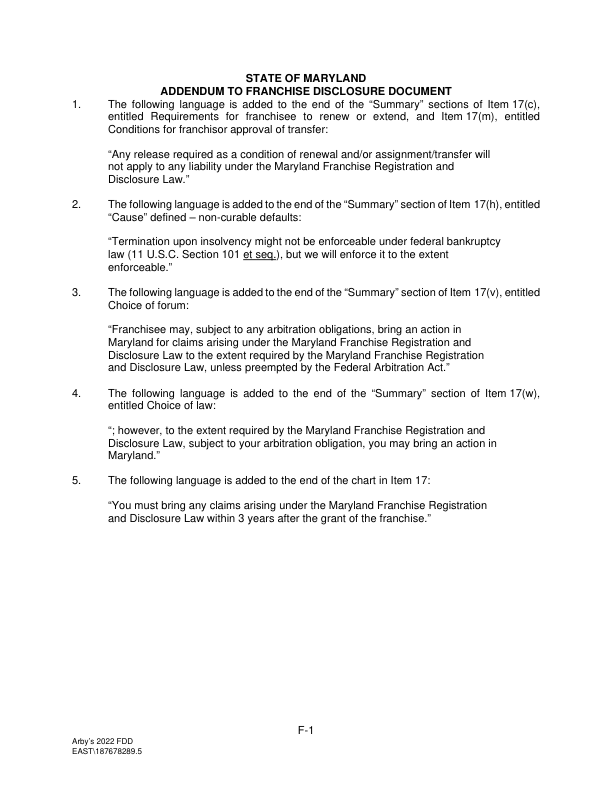 STATE OF MARYLAND
ADDENDUM TO FRANCHISE DISCLOSURE DOCUMENT
1. The following language is added to the end of the “Summary” sections of Item 17(c),
entitled Requirements for franchisee to renew or extend, and Item 17(m), entitled
Conditions for franchisor approval of transfer:
“Any release required as a condition of renewal and/or assignment/transfer will
not apply to any liability under the Maryland Franchise Registration and
Disclosure Law.”
2. The following language is added to the end of the “Summary” section of Item 17(h), entitled
“Cause” defined – non-curable defaults:
“Termination upon insolvency might not be enforceable under federal bankruptcy
law (11 U.S.C. Section 101 et seq.), but we will enforce it to the extent
enforceable.”
3. The following language is added to the end of the “Summary” section of Item 17(v), entitled
Choice of forum:
“Franchisee may, subject to any arbitration obligations, bring an action in
Maryland for claims arising under the Maryland Franchise Registration and
Disclosure Law to the extent required by the Maryland Franchise Registration
and Disclosure Law, unless preempted by the Federal Arbitration Act.”
4. The following language is added to the end of the “Summary” section of Item 17(w),
entitled Choice of law:
“; however, to the extent required by the Maryland Franchise Registration and
Disclosure Law, subject to your arbitration obligation, you may bring an action in
Maryland.”
5. The following language is added to the end of the chart in Item 17:
“You must bring any claims arising under the Maryland Franchise Registration
and Disclosure Law within 3 years after the grant of the franchise.”
F-1
Arby’s 2022 FDD
EAST\187678289.5